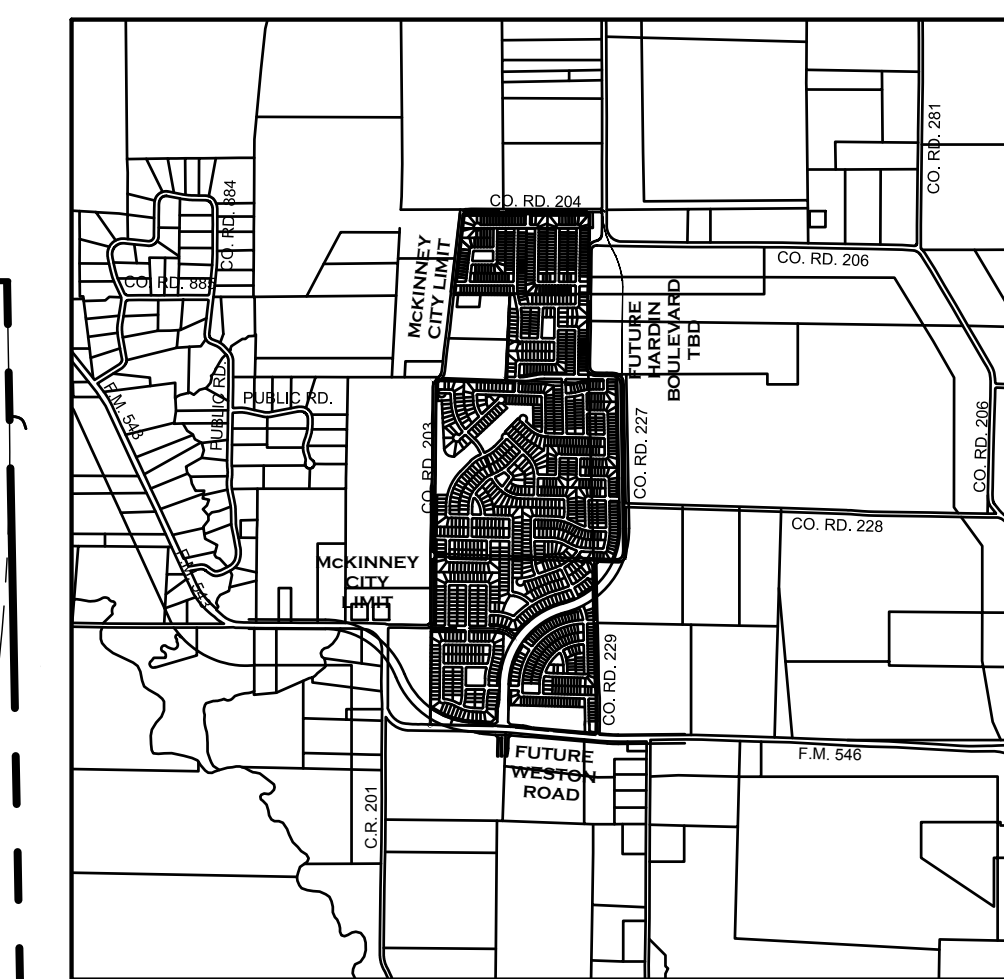 CO. RD. 281
CO. RD. 884
CO. RD. 204
McKINNEY
CITY LIMIT
CO. RD. 206
CO. RD. 885
FUTURE
HARDIN
BOULEVARD
TBD
F.M. 543
PUBLIC RD.
PUBLIC RD.
CO. RD. 203
CO. RD. 227
CO. RD. 206
CO. RD. 228
McKINNEY
CITY
LIMIT
F.M. 543
CO. RD. 229
F.M. 546
FUTURE
WESTON
ROAD
C.R. 201